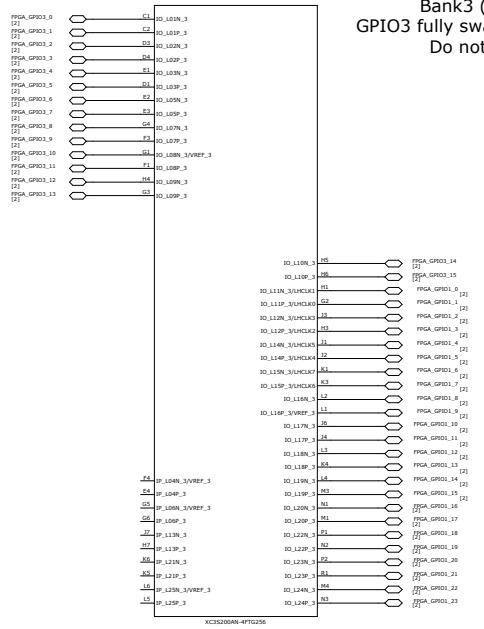 Bank3 (
GPIO3 fully swa
Do not
FPGA_GPIO3_0 C1 IO_L01N_3
[2]
FPGA_GPIO3_1 C2 IO_L01P_3
[2]
FPGA_GPIO3_2 D3 IO_L02N_3
[2]
FPGA_GPIO3_3 D4 IO_L02P_3
[2]
FPGA_GPIO3_4 E1 IO_L03N_3
[2]
FPGA_GPIO3_5 D1 IO_L03P_3
[2]
FPGA_GPIO3_6 E2 IO_L05N_3
[2]
FPGA_GPIO3_7 E3 IO_L05P_3
[2]
FPGA_GPIO3_8 G4 IO_L07N_3
[2]
FPGA_GPIO3_9 F3 IO_L07P_3
[2]
FPGA_GPIO3_10 G1 IO_L08N_3/VREF_3
[2]
FPGA_GPIO3_11 F1 IO_L08P_3
[2]
FPGA_GPIO3_12 H4 IO_L09N_3
[2]
FPGA_GPIO3_13 G3 IO_L09P_3
[2]
IO_L10N_3 H5 FPGA_GPIO3_14
[2]
IO_L10P_3 H6 FPGA_GPIO3_15
[2]
IO_L11N_3/LHCLK1 H1 FPGA_GPIO1_0
[2]
IO_L11P_3/LHCLK0 G2 FPGA_GPIO1_1
[2]
IO_L12N_3/LHCLK3 J3 FPGA_GPIO1_2
[2]
IO_L12P_3/LHCLK2 H3 FPGA_GPIO1_3
[2]
IO_L14N_3/LHCLK5 J1 FPGA_GPIO1_4
[2]
IO_L14P_3/LHCLK4 J2 FPGA_GPIO1_5
[2]
IO_L15N_3/LHCLK7 K1 FPGA_GPIO1_6
[2]
IO_L15P_3/LHCLK6 K3 FPGA_GPIO1_7
[2]
IO_L16N_3 L2 FPGA_GPIO1_8
[2]
IO_L16P_3/VREF_3 L1 FPGA_GPIO1_9
[2]
IO_L17N_3 J6 FPGA_GPIO1_10
[2]
IO_L17P_3 J4 FPGA_GPIO1_11
[2]
IO_L18N_3 L3 FPGA_GPIO1_12
[2]
IO_L18P_3 K4 FPGA_GPIO1_13
[2]
F4 IP_L04N_3/VREF_3 IO_L19N_3 L4 FPGA_GPIO1_14
[2]
E4 IP_L04P_3 IO_L19P_3 M3 FPGA_GPIO1_15
[2]
G5 IP_L06N_3/VREF_3 IO_L20N_3 N1 FPGA_GPIO1_16
[2]
G6 IP_L06P_3 IO_L20P_3 M1 FPGA_GPIO1_17
[2]
J7 IP_L13N_3 IO_L22N_3 P1 FPGA_GPIO1_18
[2]
H7 IP_L13P_3 IO_L22P_3 N2 FPGA_GPIO1_19
[2]
K6 IP_L21N_3 IO_L23N_3 P2 FPGA_GPIO1_20
[2]
K5 IP_L21P_3 IO_L23P_3 R1 FPGA_GPIO1_21
[2]
L6 IP_L25N_3/VREF_3 IO_L24N_3 M4 FPGA_GPIO1_22
[2]
L5 IP_L25P_3 IO_L24P_3 N3 FPGA_GPIO1_23
[2]
XC3S200AN-4FTG256